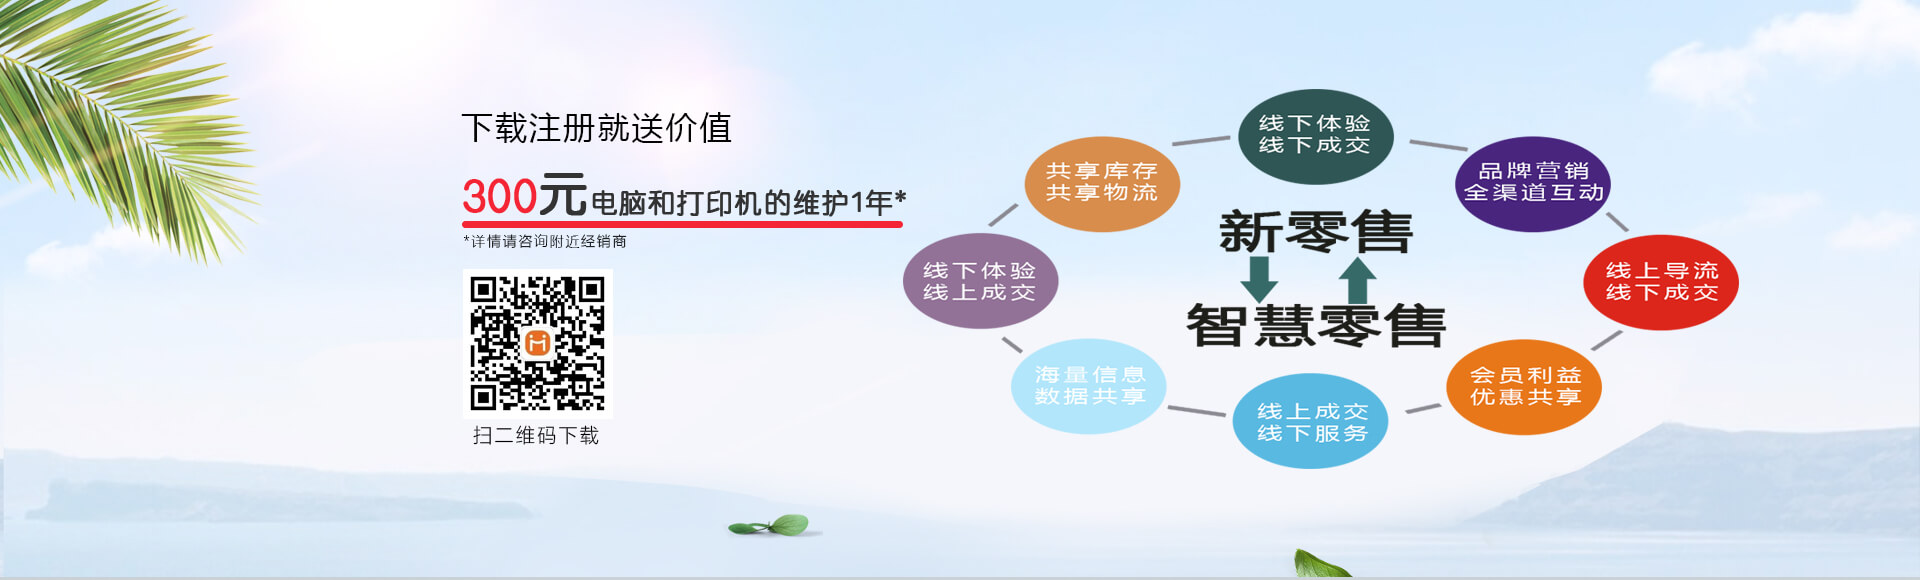 下载注册就送价值
300元电脑和打印机的维护1年*
*详情请咨询附近经销商
扫二维码下载
线下体验
线下成交
共享库存
共享物流
品牌营销
全渠道互动
新零售
线下体验
线上成交
线上导流
线下成交
智慧零售
海量信息
数据共享
会员利益
优惠共享
线上成交
线下服务